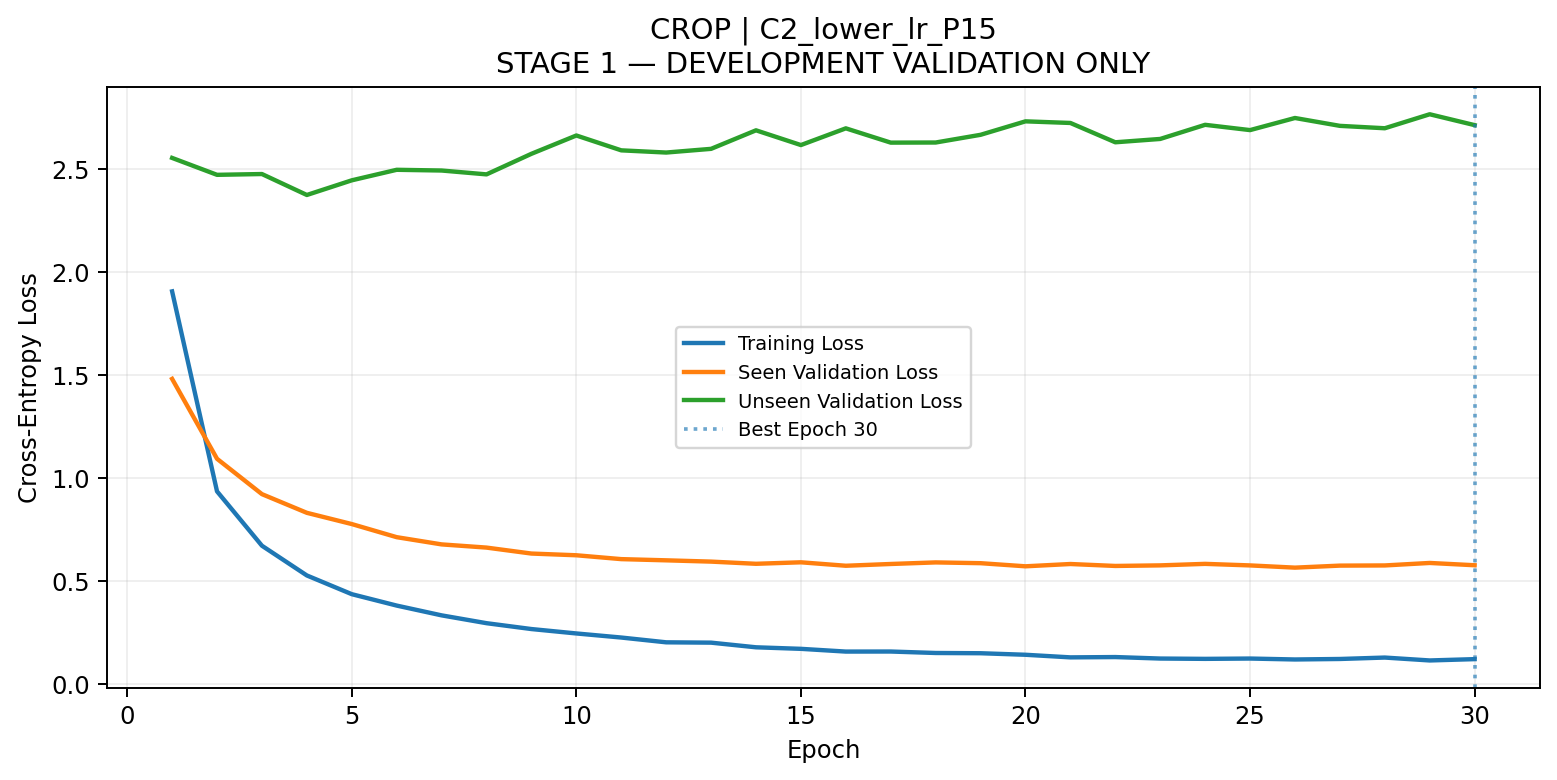 CROP | C2_lower_lr_P15
STAGE 1 — DEVELOPMENT VALIDATION ONLY
Cross-Entropy Loss
2.5
2.0
1.5
1.0
0.5
0.0
Training Loss
Seen Validation Loss
Unseen Validation Loss
Best Epoch 30
0 5 10 15 20 25 30
Epoch